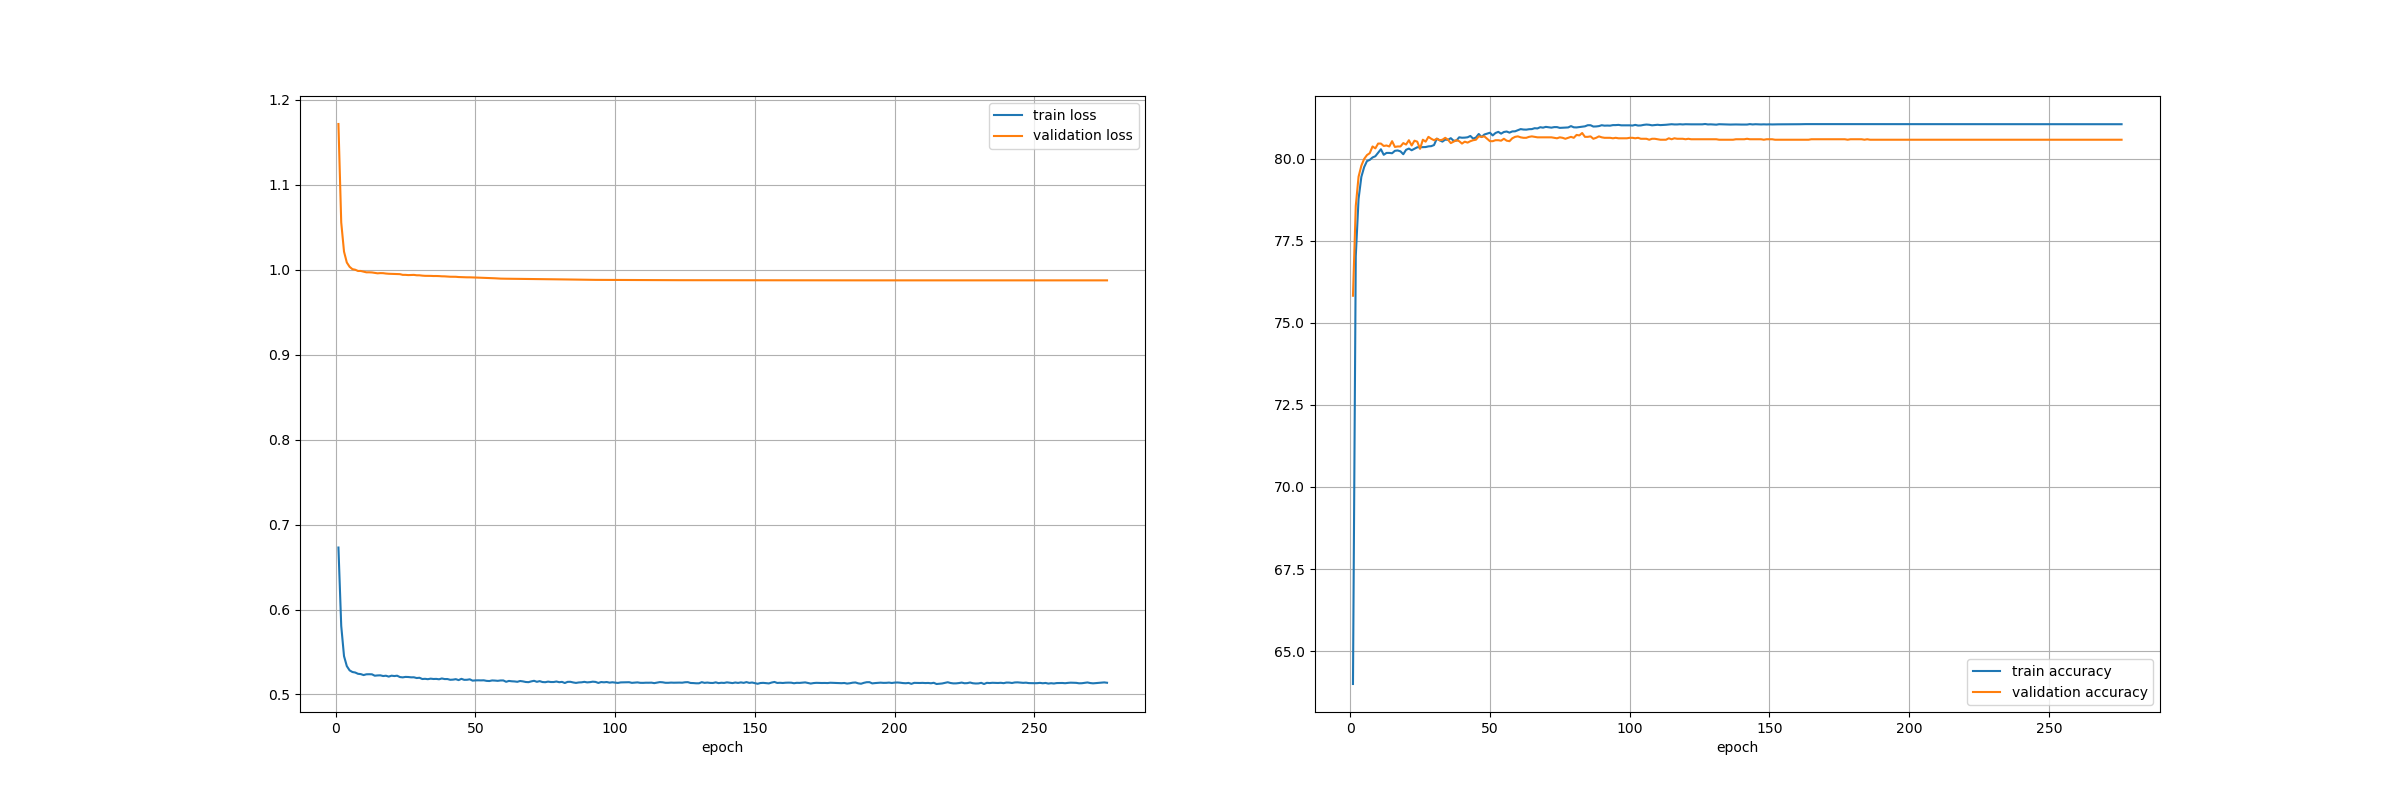 1.2
1.1
1.0
0.9
0.8
0.7
0.6
0.5
0 50 100 150 200 250
epoch
train loss
validation loss
80.0
77.5
75.0
72.5
70.0
67.5
65.0
0 50 100 150 200 250
epoch
train accuracy
validation accuracy